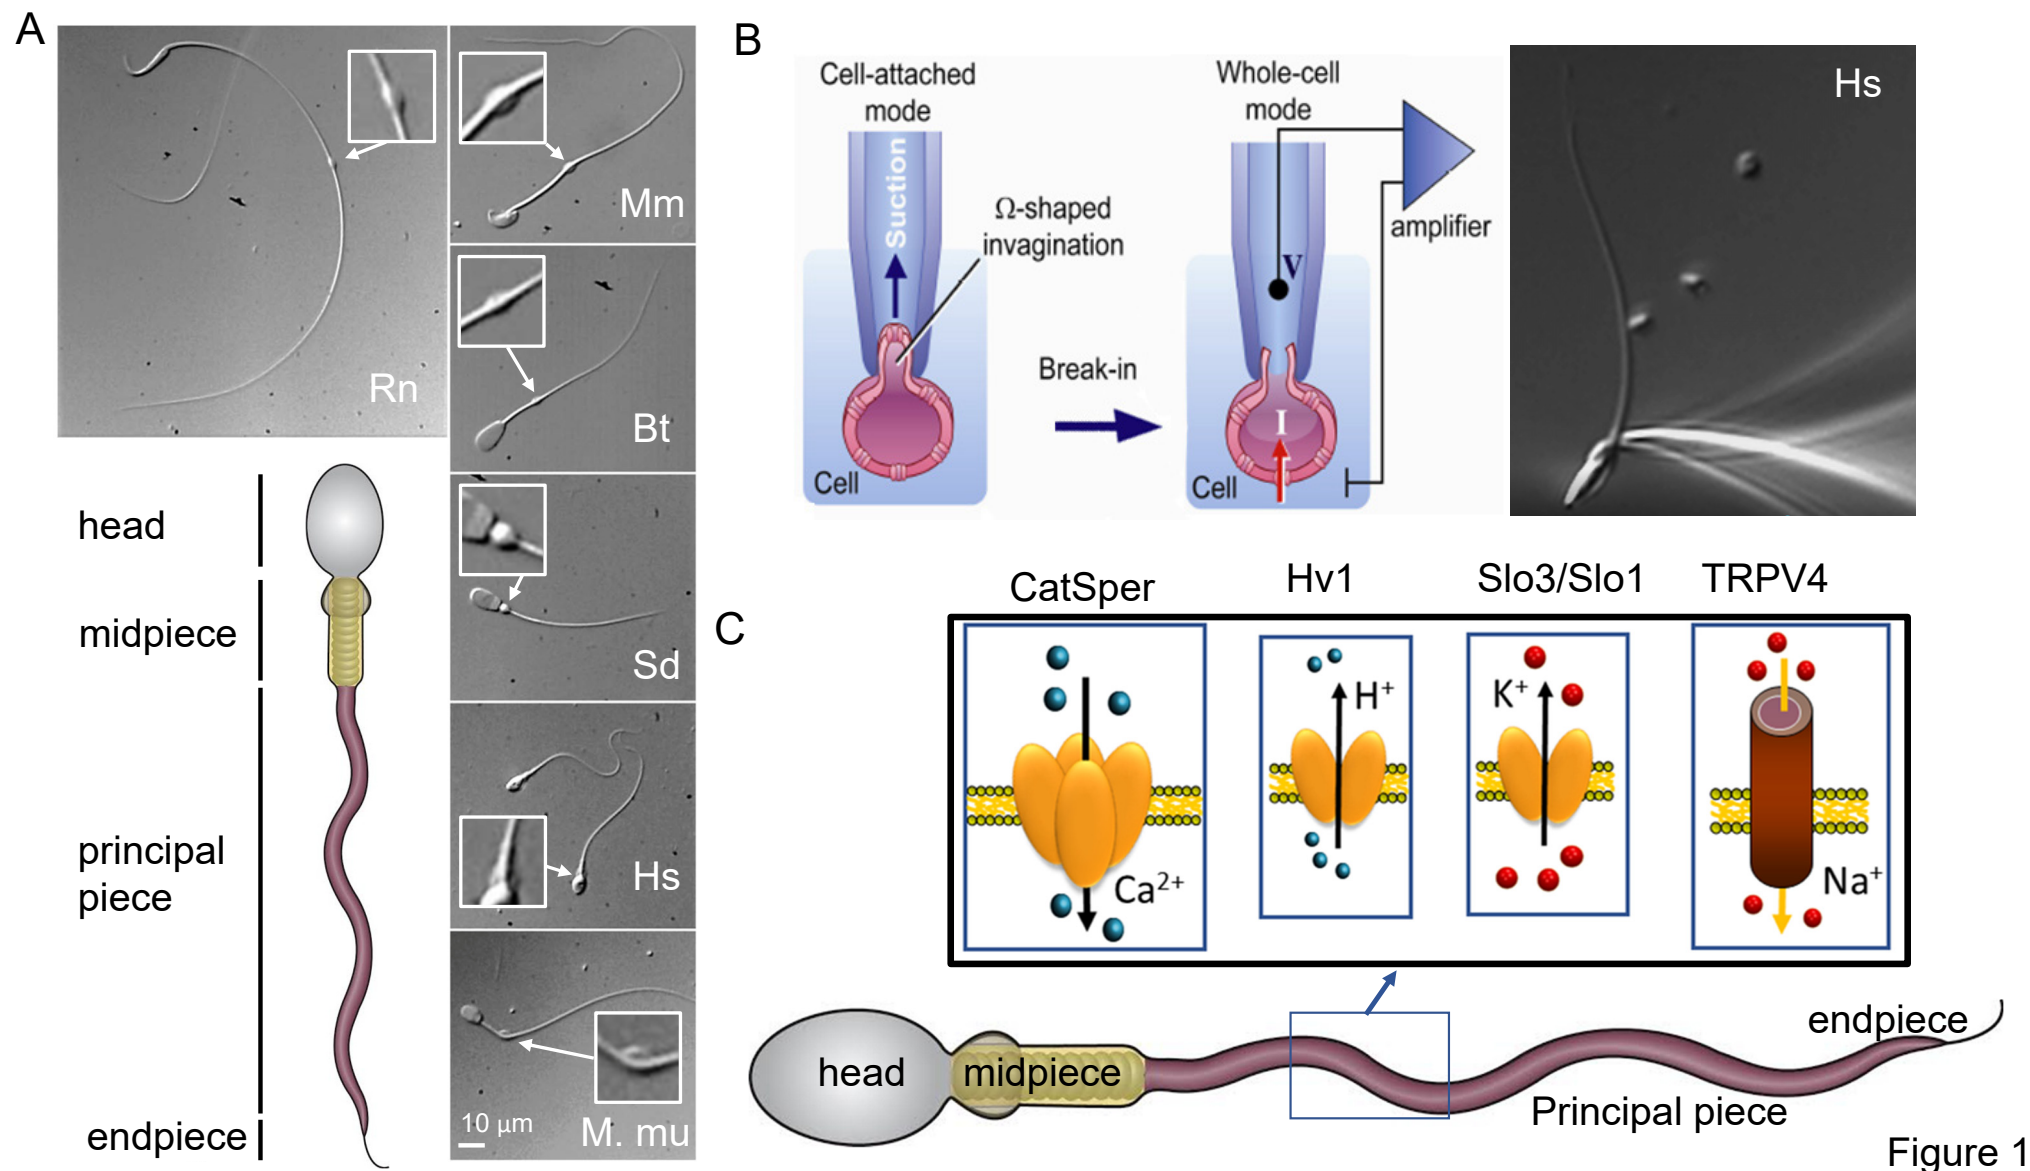 A
Rn
Mm
Bt
Sd
Hs
10 µm
M. mu
head
midpiece
principal
piece
endpiece
B
Cell-attached
mode
Suction
Ω-shaped
invagination
Cell
Break-in
Whole-cell
mode
V
amplifier
I
Cell
Hs
C
CatSper
Hv1
Slo3/Slo1
TRPV4
Ca²⁺
H⁺
K⁺
Na⁺
head
midpiece
Principal piece
endpiece
Figure 1